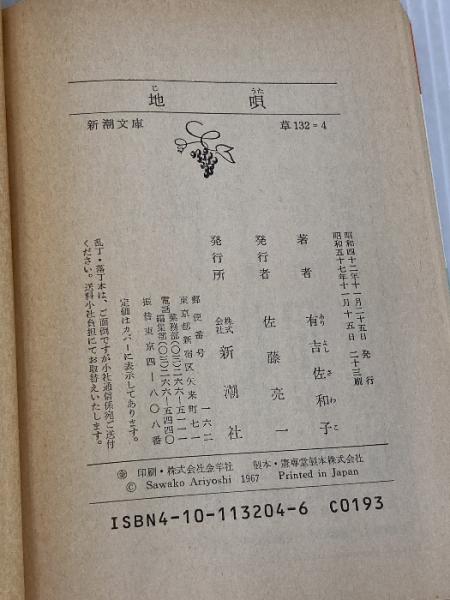 地唄
じうた
新潮文庫 草132=4
昭和四十二年十一月二十五日 発行
昭和五十七年十一月十五日 二十三刷
著者 有吉佐和子
ありよしさわこ
発行者 佐藤亮一
発行所 株式会社 新潮社
郵便番号 一六二
東京都新宿区矢来町七一
電話 業務部(〇三)二六六―五一一一
編集部(〇三)二六六―五四四〇
振替東京四―八〇八番
定価はカバーに表示してあります。
乱丁・落丁本は、ご面倒ですが小社通信係宛ご送付
ください。送料小社負担にてお取替えいたします。
印刷・株式会社金羊社 製本・憲専堂製本株式会社
© Sawako Ariyoshi 1967 Printed in Japan
ISBN4-10-113204-6 C0193